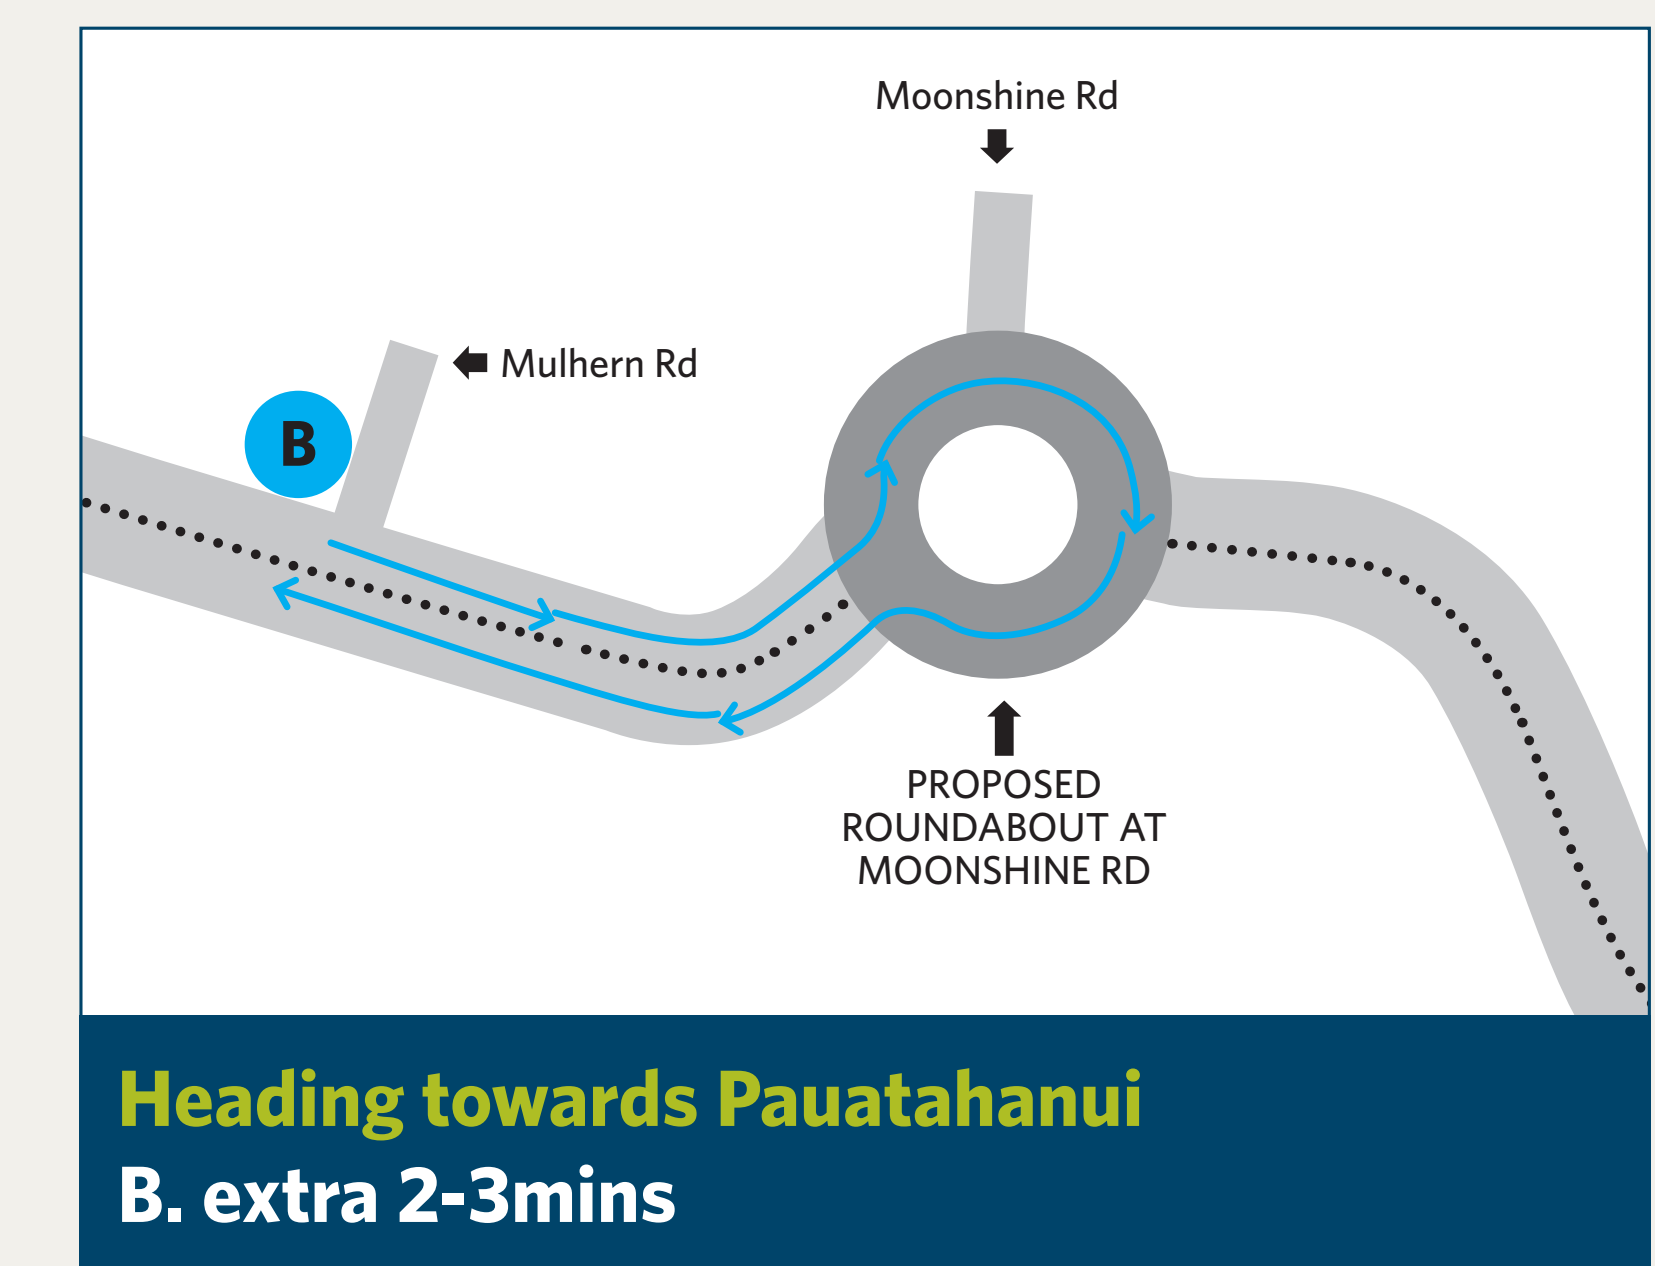 Moonshine Rd
Mulhern Rd
B
PROPOSED
ROUNDABOUT AT
MOONSHINE RD
Heading towards Pauatahanui
B. extra 2-3mins